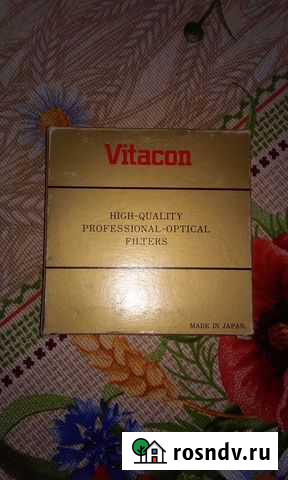 Vitacon
HIGH-QUALITY
PROFESSIONAL-OPTICAL
FILTERS
MADE IN JAPAN.
rosndv.ru